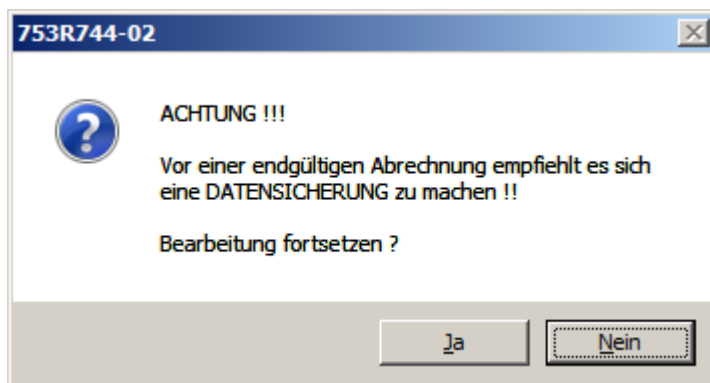 753R744-02
ACHTUNG !!!
Vor einer endgültigen Abrechnung empfiehlt es sich
eine DATENSICHERUNG zu machen !!
Bearbeitung fortsetzen ?
Ja
Nein